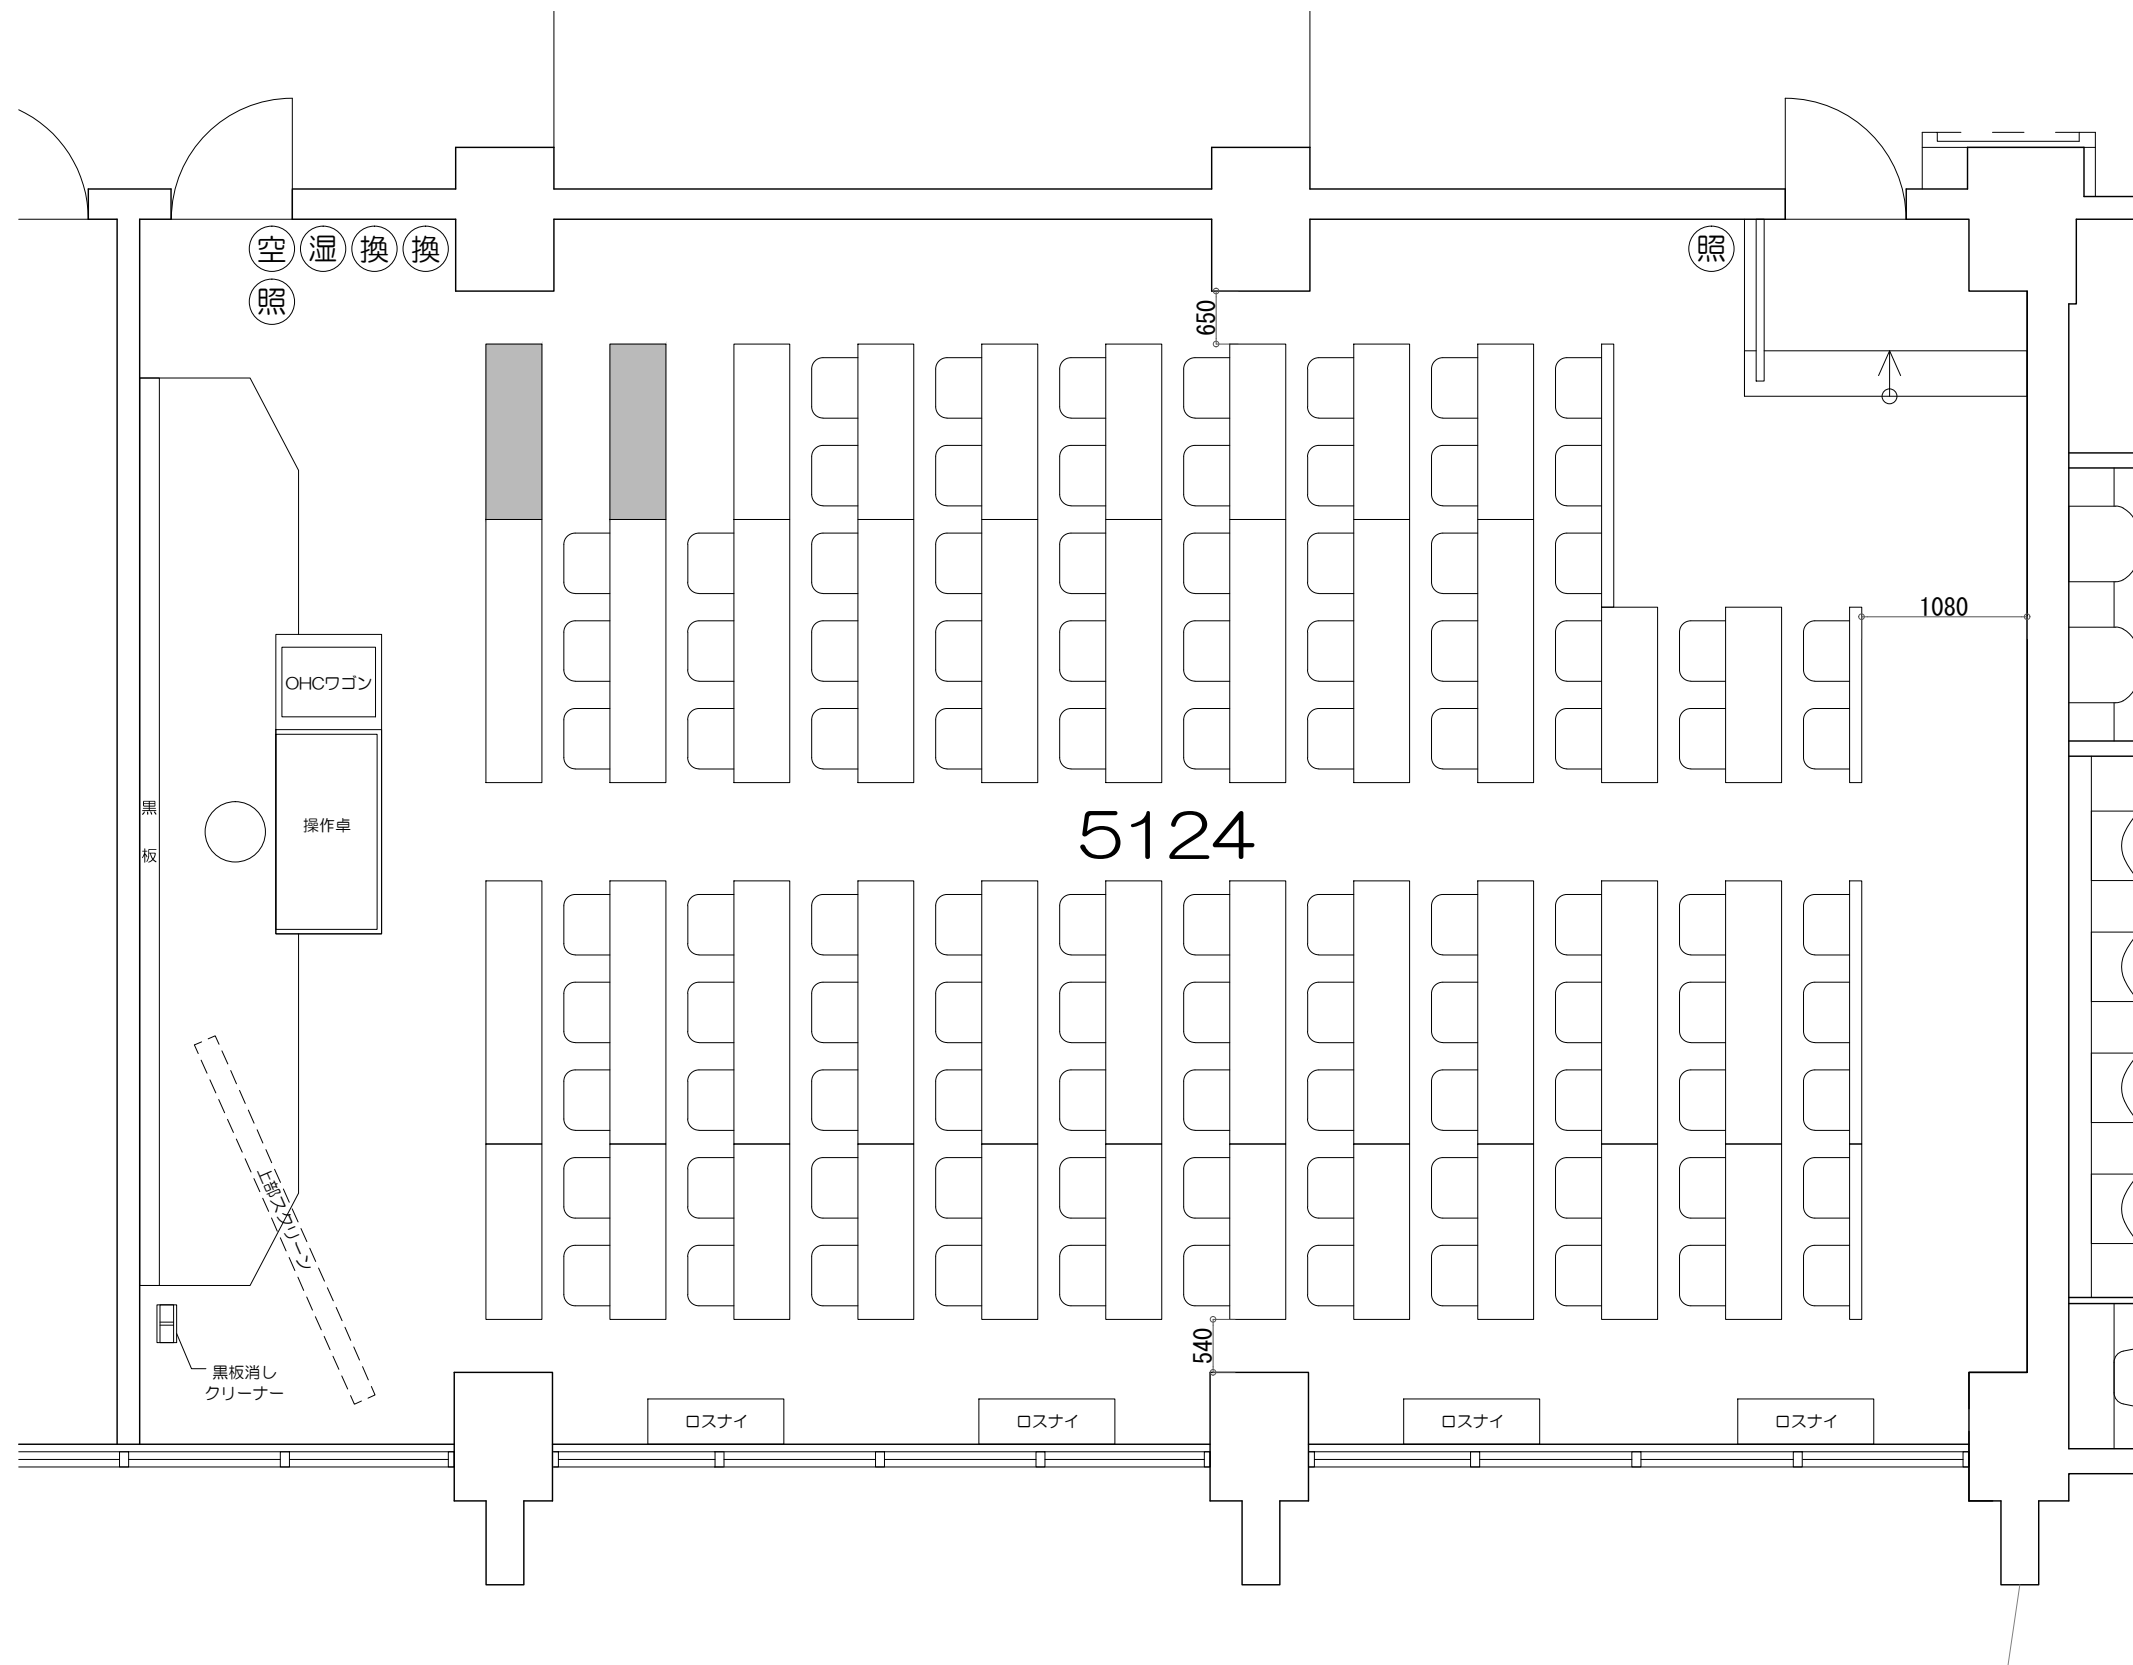 空 湿 換 換
照
照
650
1080
OHCワゴン
操作卓
黒板
5124
上部スクリーン
540
黒板消し
クリーナー
ロスナイ
ロスナイ
ロスナイ
ロスナイ